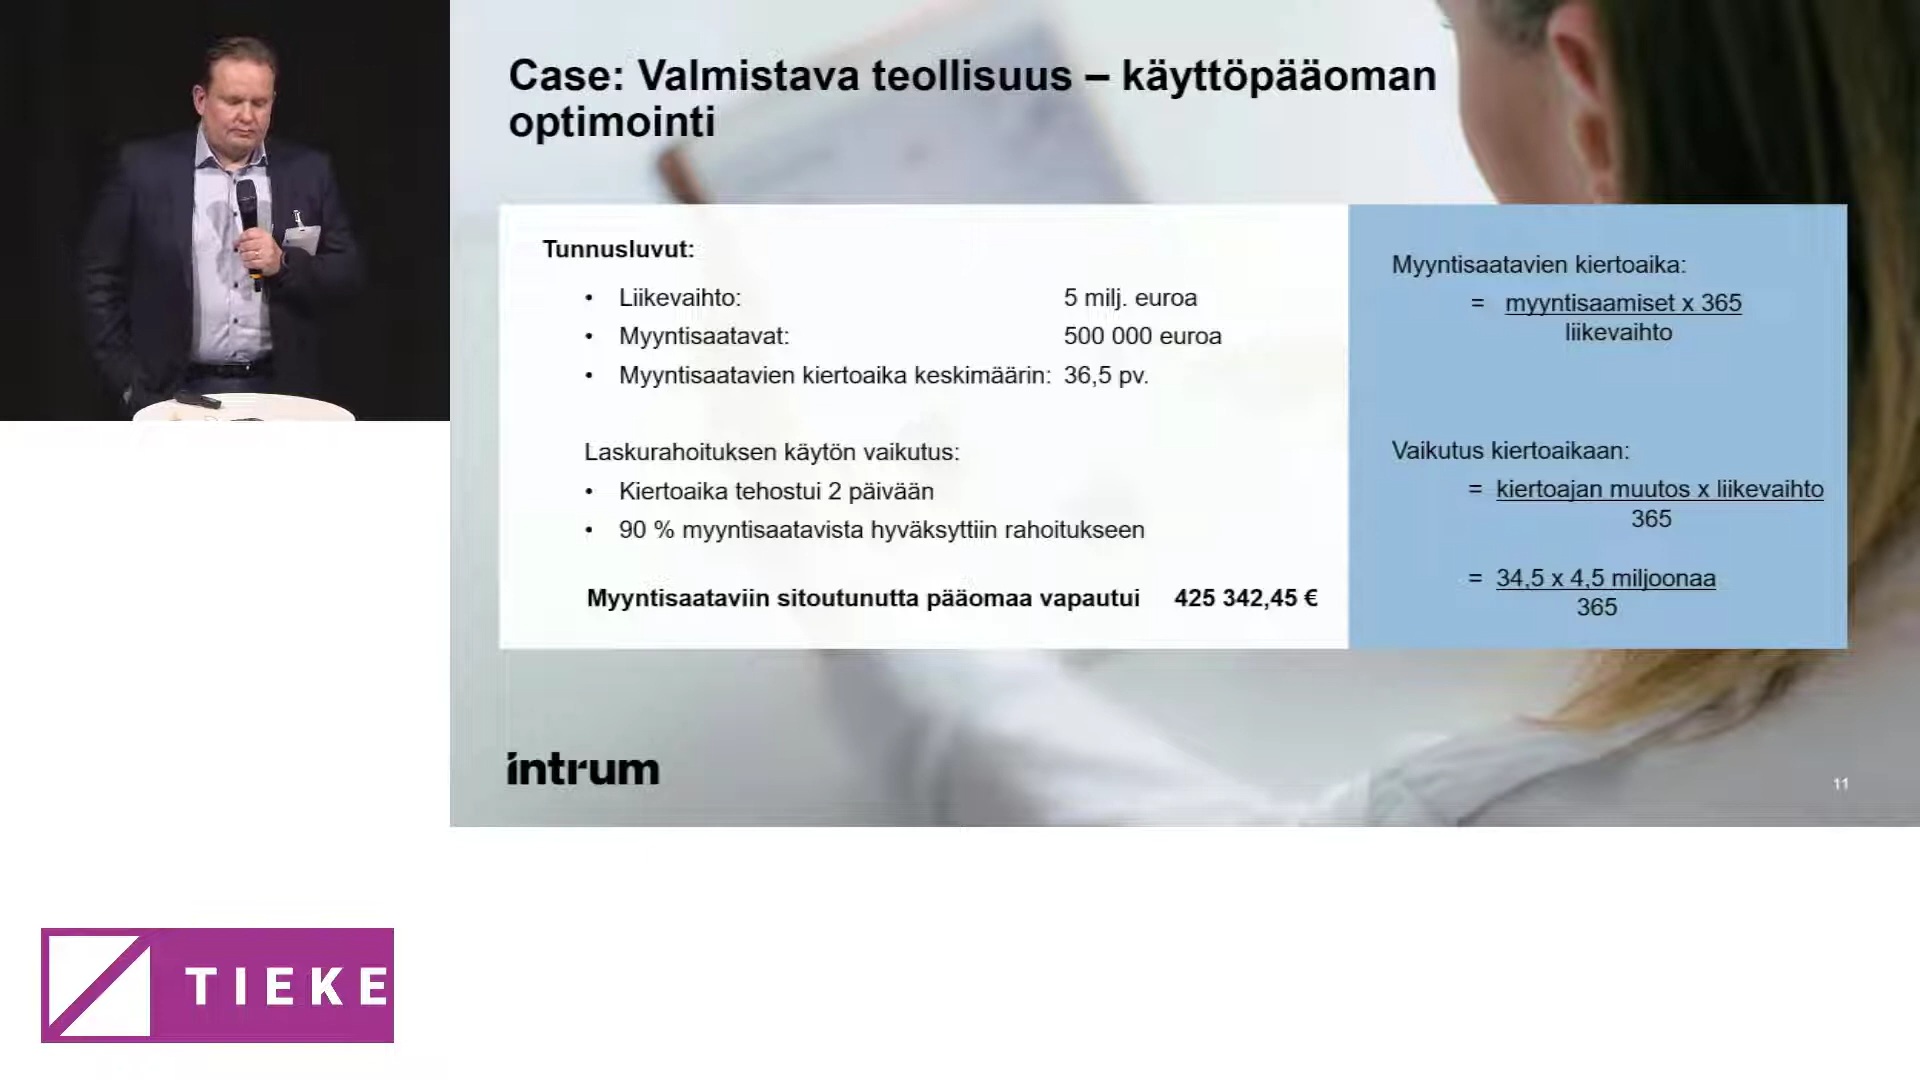 Case: Valmistava teollisuus – käyttöpääoman
optimointi
Tunnusluvut:
• Liikevaihto: 5 milj. euroa
• Myyntisaatavat: 500 000 euroa
• Myyntisaatavien kiertoaika keskimäärin: 36,5 pv.
Laskurahoituksen käytön vaikutus:
• Kiertoaika tehostui 2 päivään
• 90 % myyntisaatavista hyväksyttiin rahoitukseen
Myyntisaataviin sitoutunutta pääomaa vapautui 425 342,45 €
Myyntisaatavien kiertoaika:
= myyntisaamiset x 365
liikevaihto
Vaikutus kiertoaikaan:
= kiertoajan muutos x liikevaihto
365
= 34,5 x 4,5 miljoonaa
365
intrum
11
TIEKE